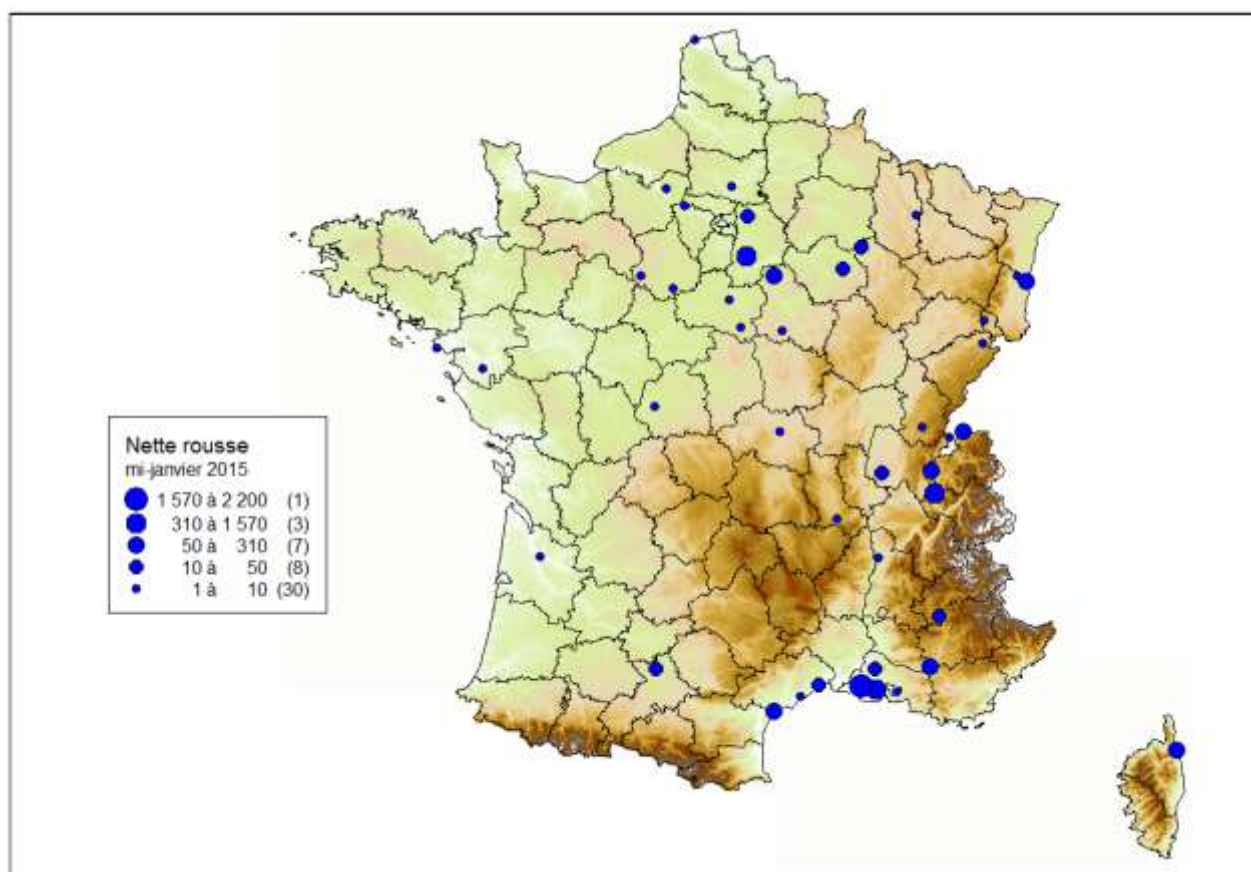 Nette rousse
mi-janvier 2015
1 570 à 2 200 (1)
310 à 1 570 (3)
50 à 310 (7)
10 à 50 (8)
1 à 10 (30)